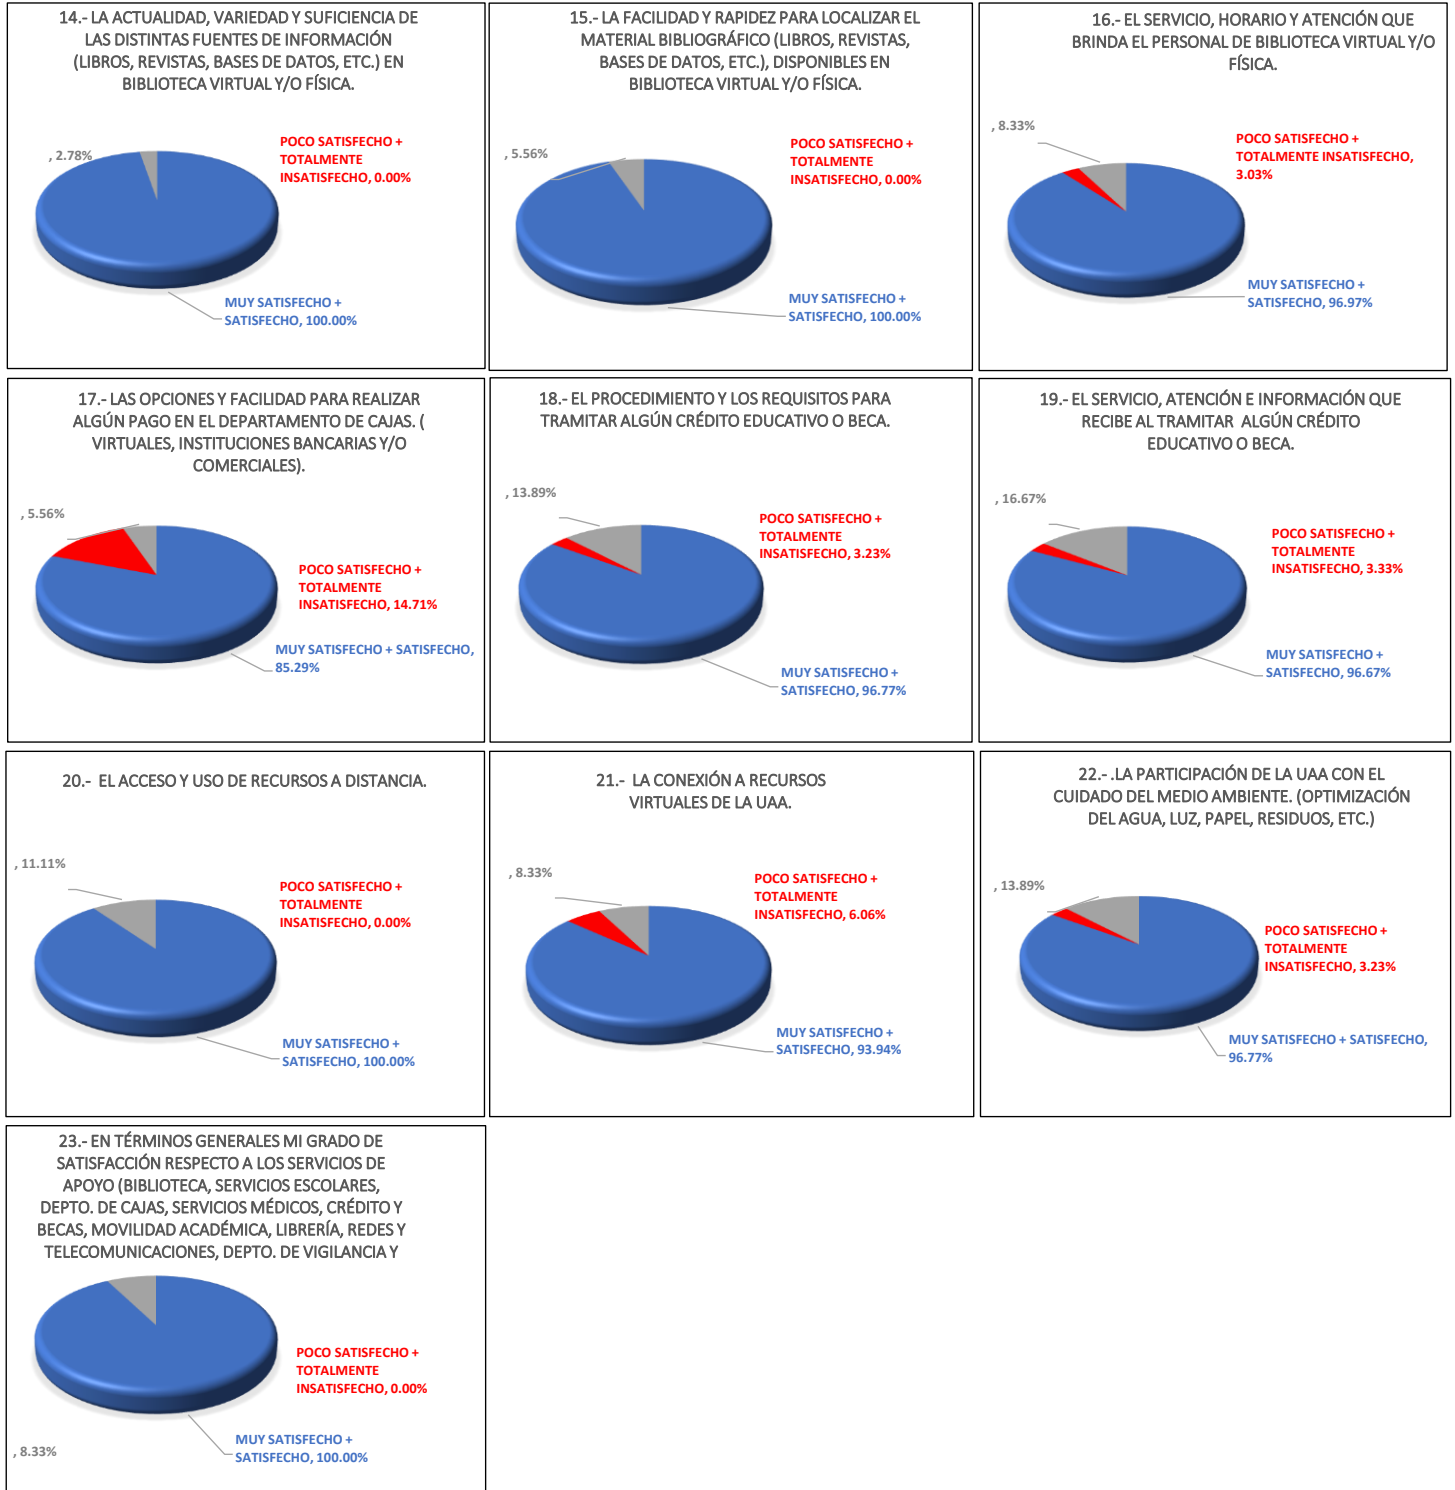 14.- LA ACTUALIDAD, VARIEDAD Y SUFICIENCIA DE
LAS DISTINTAS FUENTES DE INFORMACIÓN
(LIBROS, REVISTAS, BASES DE DATOS, ETC.) EN
BIBLIOTECA VIRTUAL Y/O FÍSICA.
, 2.78%
POCO SATISFECHO +
TOTALMENTE
INSATISFECHO, 0.00%
MUY SATISFECHO +
SATISFECHO, 100.00%
15.- LA FACILIDAD Y RAPIDEZ PARA LOCALIZAR EL
MATERIAL BIBLIOGRÁFICO (LIBROS, REVISTAS,
BASES DE DATOS, ETC.), DISPONIBLES EN
BIBLIOTECA VIRTUAL Y/O FÍSICA.
, 5.56%
POCO SATISFECHO +
TOTALMENTE
INSATISFECHO, 0.00%
MUY SATISFECHO +
SATISFECHO, 100.00%
16.- EL SERVICIO, HORARIO Y ATENCIÓN QUE
BRINDA EL PERSONAL DE BIBLIOTECA VIRTUAL Y/O
FÍSICA.
, 8.33%
POCO SATISFECHO +
TOTALMENTE INSATISFECHO,
3.03%
MUY SATISFECHO +
SATISFECHO, 96.97%
17.- LAS OPCIONES Y FACILIDAD PARA REALIZAR
ALGÚN PAGO EN EL DEPARTAMENTO DE CAJAS. (
VIRTUALES, INSTITUCIONES BANCARIAS Y/O
COMERCIALES).
, 5.56%
POCO SATISFECHO +
TOTALMENTE
INSATISFECHO, 14.71%
MUY SATISFECHO + SATISFECHO,
85.29%
18.- EL PROCEDIMIENTO Y LOS REQUISITOS PARA
TRAMITAR ALGÚN CRÉDITO EDUCATIVO O BECA.
, 13.89%
POCO SATISFECHO +
TOTALMENTE
INSATISFECHO, 3.23%
MUY SATISFECHO +
SATISFECHO, 96.77%
19.- EL SERVICIO, ATENCIÓN E INFORMACIÓN QUE
RECIBE AL TRAMITAR  ALGÚN CRÉDITO
EDUCATIVO O BECA.
, 16.67%
POCO SATISFECHO +
TOTALMENTE
INSATISFECHO, 3.33%
MUY SATISFECHO +
SATISFECHO, 96.67%
20.-  EL ACCESO Y USO DE RECURSOS A DISTANCIA.
, 11.11%
POCO SATISFECHO +
TOTALMENTE
INSATISFECHO, 0.00%
MUY SATISFECHO +
SATISFECHO, 100.00%
21.-  LA CONEXIÓN A RECURSOS
VIRTUALES DE LA UAA.
, 8.33%
POCO SATISFECHO +
TOTALMENTE
INSATISFECHO, 6.06%
MUY SATISFECHO +
SATISFECHO, 93.94%
22.- .LA PARTICIPACIÓN DE LA UAA CON EL
CUIDADO DEL MEDIO AMBIENTE. (OPTIMIZACIÓN
DEL AGUA, LUZ, PAPEL, RESIDUOS, ETC.)
, 13.89%
POCO SATISFECHO +
TOTALMENTE
INSATISFECHO, 3.23%
MUY SATISFECHO + SATISFECHO,
96.77%
23.- EN TÉRMINOS GENERALES MI GRADO DE
SATISFACCIÓN RESPECTO A LOS SERVICIOS DE
APOYO (BIBLIOTECA, SERVICIOS ESCOLARES,
DEPTO. DE CAJAS, SERVICIOS MÉDICOS, CRÉDITO Y
BECAS, MOVILIDAD ACADÉMICA, LIBRERÍA, REDES Y
TELECOMUNICACIONES, DEPTO. DE VIGILANCIA Y
POCO SATISFECHO +
TOTALMENTE
INSATISFECHO, 0.00%
MUY SATISFECHO +
SATISFECHO, 100.00%
, 8.33%